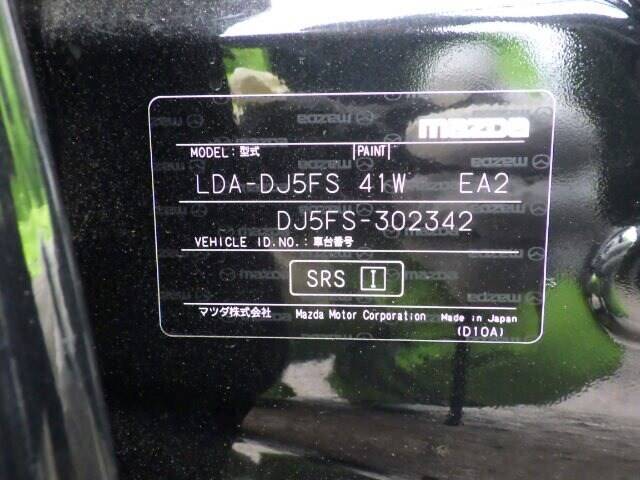 mazda
MODEL: 型式 PAINT
LDA-DJ5FS 41W EA2
DJ5FS-302342
VEHICLE ID.NO.: 車台番号
SRS I
マツダ株式会社 Mazda Motor Corporation Made in Japan
(D10A)